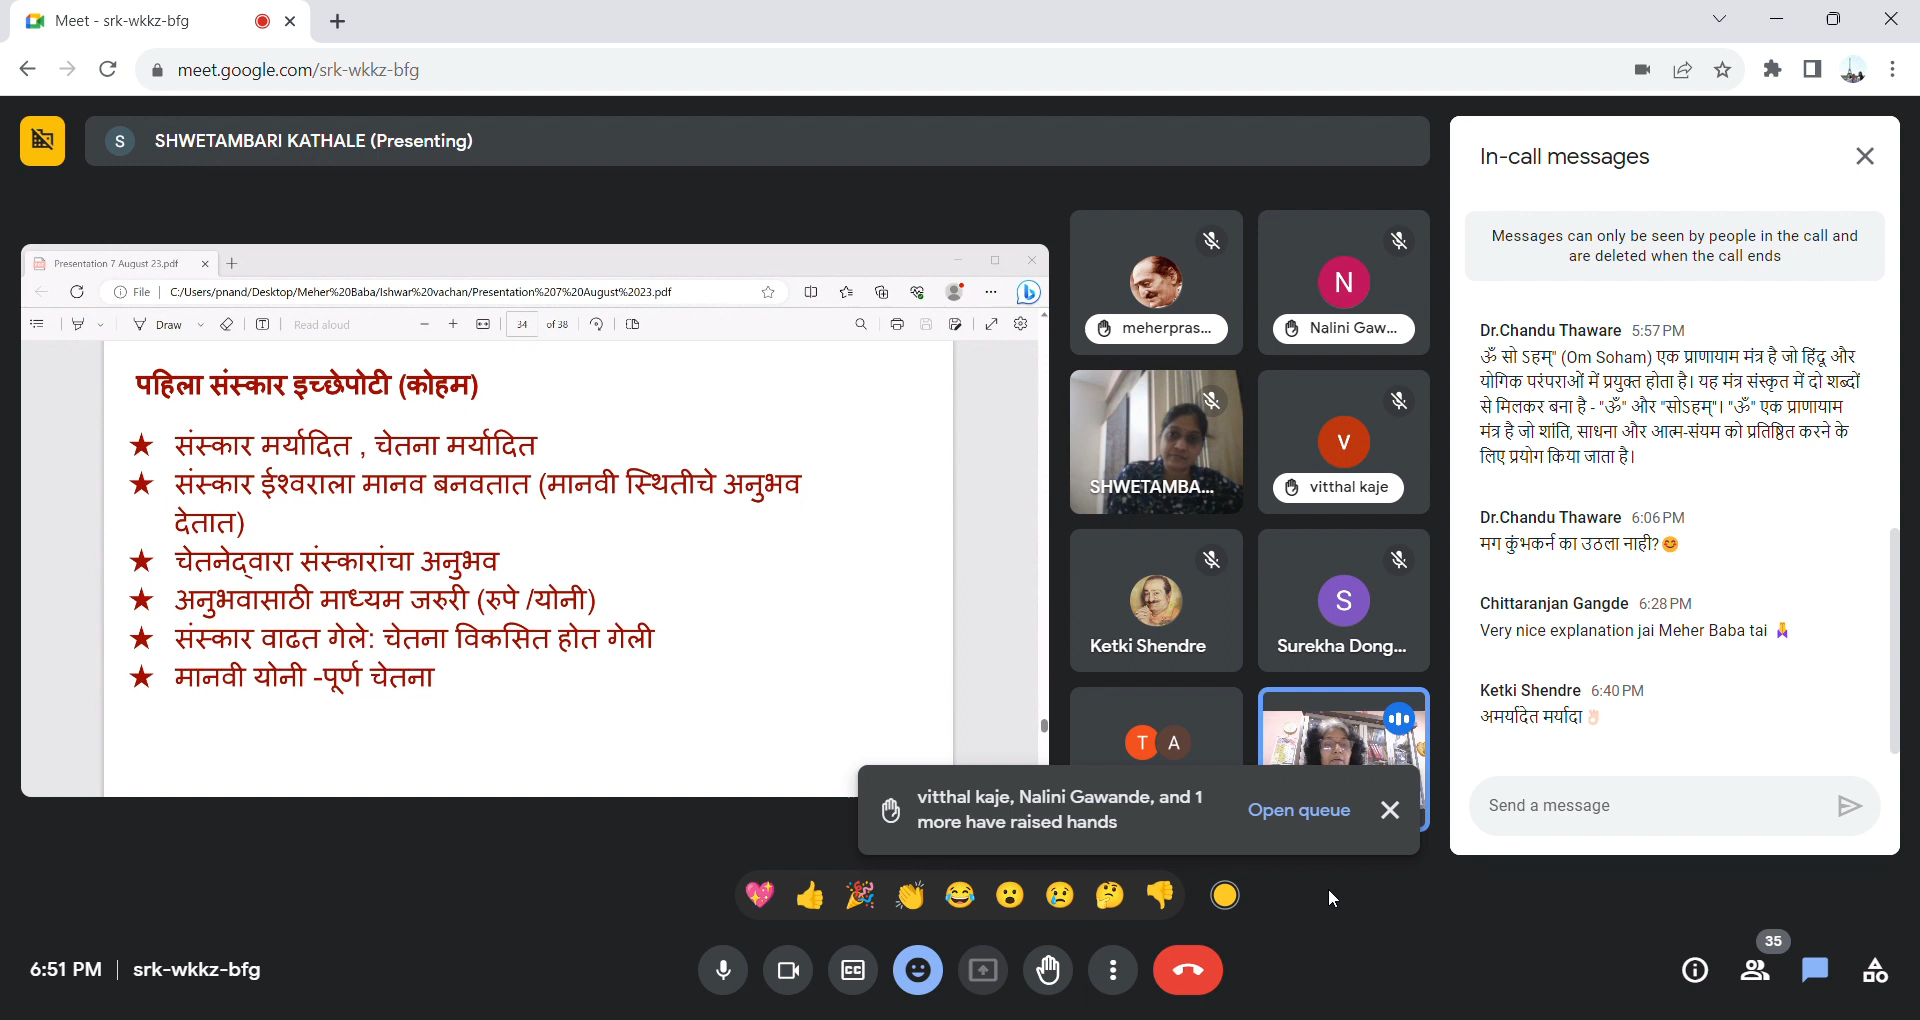 Meet - srk-wkkz-bfg
meet.google.com/srk-wkkz-bfg
S SHWETAMBARI KATHALE (Presenting)
Presentation 7 August 23.pdf
File | C:/Users/pnand/Desktop/Meher%20Baba/Ishwar%20vachan/Presentation%207%20August%2023.pdf
Draw
Read aloud
34 of 38
पहिला संस्कार इच्छेपोटी (कोहम)
★ संस्कार मर्यादित , चेतना मर्यादित
★ संस्कार ईश्वराला मानव बनवतात (मानवी स्थितीचे अनुभव
देतात)
★ चेतनेद्वारा संस्कारांचा अनुभव
★ अनुभवासाठी माध्यम जरुरी (रुपे /योनी)
★ संस्कार वाढत गेले: चेतना विकसित होत गेली
★ मानवी योनी -पूर्ण चेतना
meherpras...
N
Nalini Gaw...
SHWETAMBA...
V
vitthal kaje
Ketki Shendre
S
Surekha Dong...
T A
vitthal kaje, Nalini Gawande, and 1
more have raised hands
Open queue
In-call messages
Messages can only be seen by people in the call and
are deleted when the call ends
Dr.Chandu Thaware 5:57 PM
ॐ सो ऽहम्" (Om Soham) एक प्राणायाम मंत्र है जो हिंदू और
योगिक परंपराओं में प्रयुक्त होता है। यह मंत्र संस्कृत में दो शब्दों
से मिलकर बना है - "ॐ" और "सोऽहम्"। "ॐ" एक प्राणायाम
मंत्र है जो शांति, साधना और आत्म-संयम को प्रतिष्ठित करने के
लिए प्रयोग किया जाता है।
Dr.Chandu Thaware 6:06 PM
मग कुंभकर्न का उठला नाही? 😊
Chittaranjan Gangde 6:28 PM
Very nice explanation jai Meher Baba tai 🙏
Ketki Shendre 6:40 PM
अमर्यादेत मर्यादा 👌🏻
Send a message
6:51 PM | srk-wkkz-bfg
35